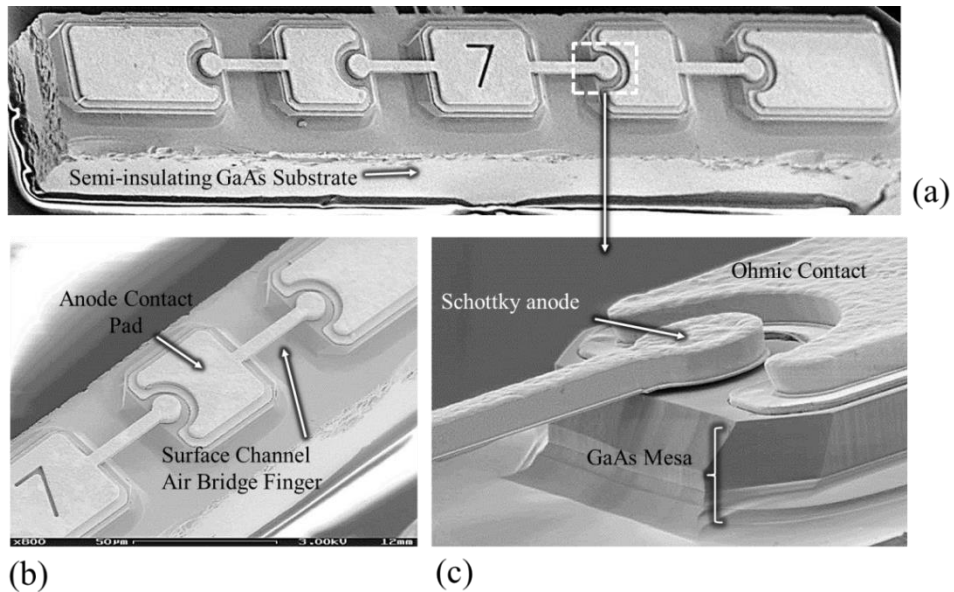 7
Semi-insulating GaAs Substrate
(a)
Anode Contact
Pad
Surface Channel
Air Bridge Finger
7
x800 50μm 3.00kV 12mm
(b)
Ohmic Contact
Schottky anode
GaAs Mesa
(c)